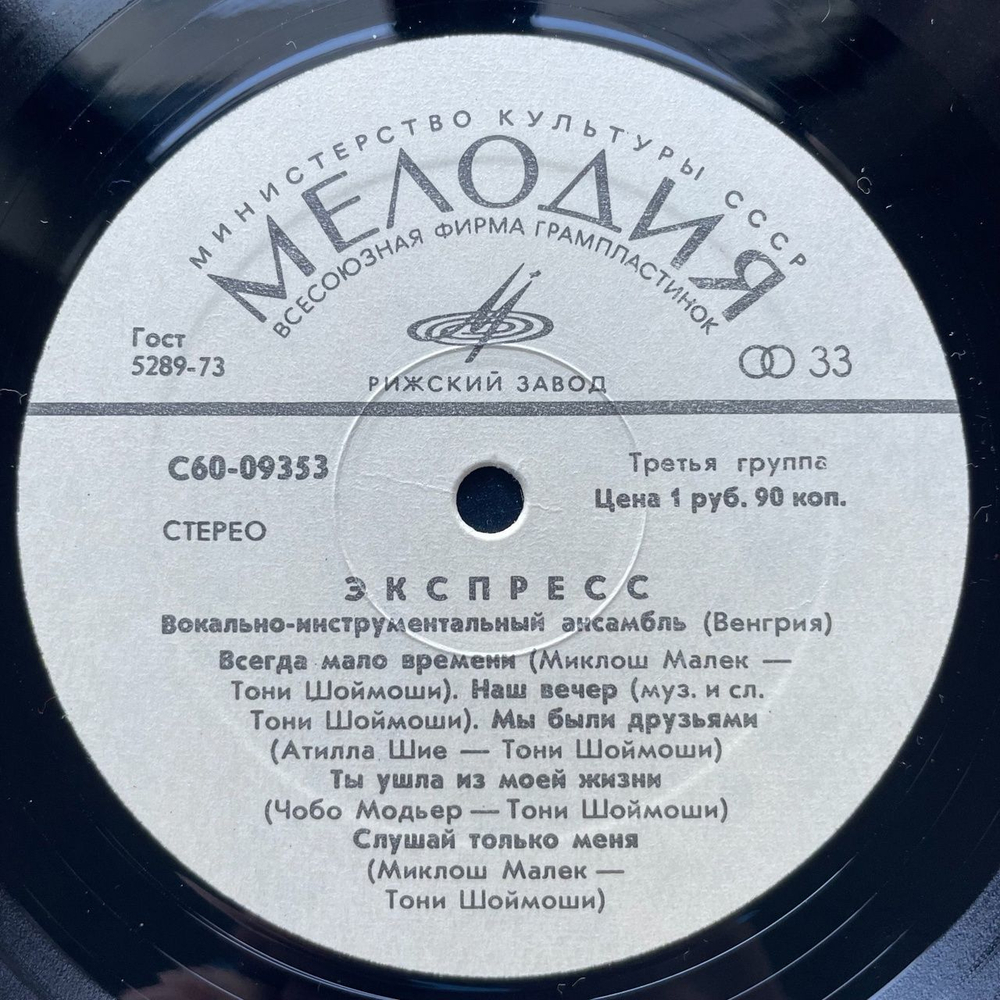 МИНИСТЕРСТВО КУЛЬТУРЫ СССР
МЕЛОДИЯ
ВСЕСОЮЗНАЯ ФИРМА ГРАМПЛАСТИНОК
Гост
5289-73
33
РИЖСКИЙ ЗАВОД
С60-09353
Третья группа
Цена 1 руб. 90 коп.
СТЕРЕО
ЭКСПРЕСС
Вокально-инструментальный ансамбль (Венгрия)
Всегда мало времени (Миклош Малек —
Тони Шоймоши). Наш вечер (муз. и сл.
Тони Шоймоши). Мы были друзьями
(Атилла Шие — Тони Шоймоши)
Ты ушла из моей жизни
(Чобо Модьер — Тони Шоймоши)
Слушай только меня
(Миклош Малек —
Тони Шоймоши)